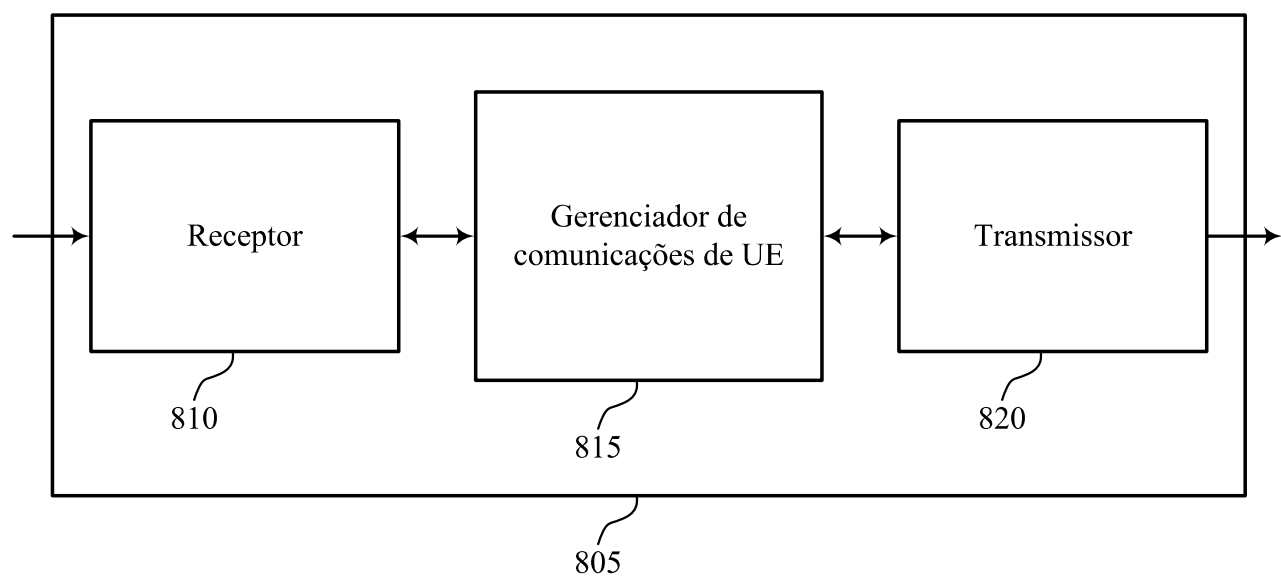 Receptor
Gerenciador de
comunicações de UE
Transmissor
810
815
820
805